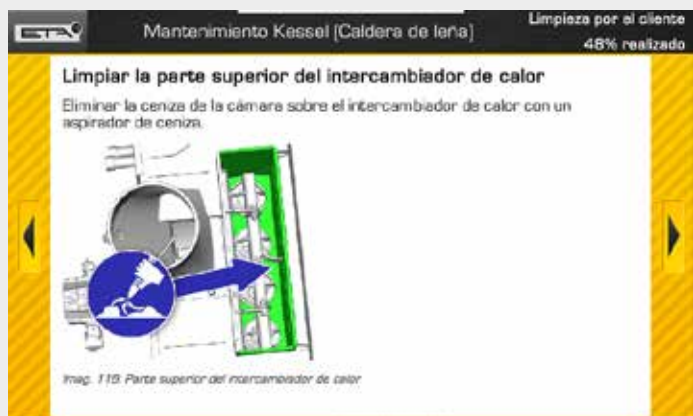 ETA
Mantenimiento Kessel [Caldera de leña]
Limpieza por el cliente
48% realizado
Limpiar la parte superior del intercambiador de calor
Eliminar la ceniza de la cámara sobre el intercambiador de calor con un
aspirador de ceniza.
Imag. 119: Parte superior del intercambiador de calor